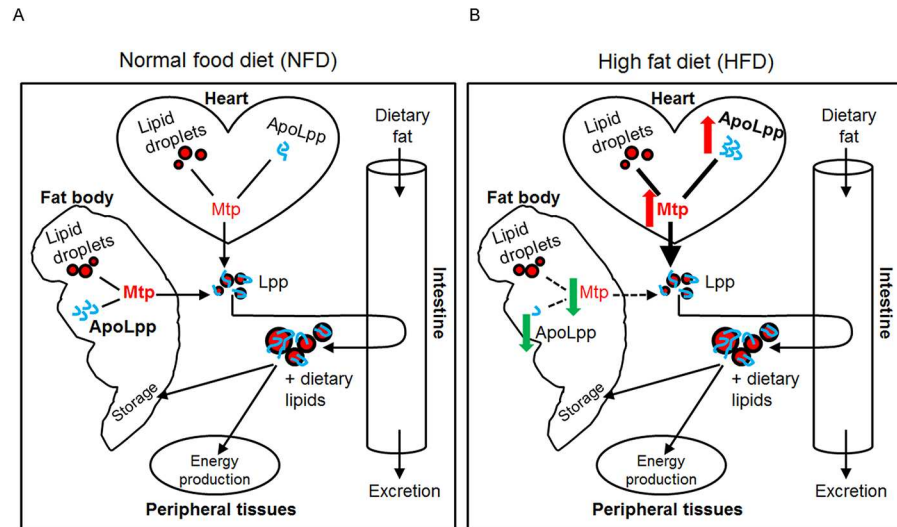 A
Normal food diet (NFD)
Heart
Lipid
droplets
ApoLpp
Mtp
Dietary
fat
Fat body
Lipid
droplets
Mtp
ApoLpp
Lpp
Intestine
+ dietary
lipids
Storage
Energy
production
Excretion
Peripheral tissues
B
High fat diet (HFD)
Heart
Lipid
droplets
ApoLpp
Mtp
Dietary
fat
Fat body
Lipid
droplets
Mtp
ApoLpp
Lpp
Intestine
+ dietary
lipids
Storage
Energy
production
Excretion
Peripheral tissues